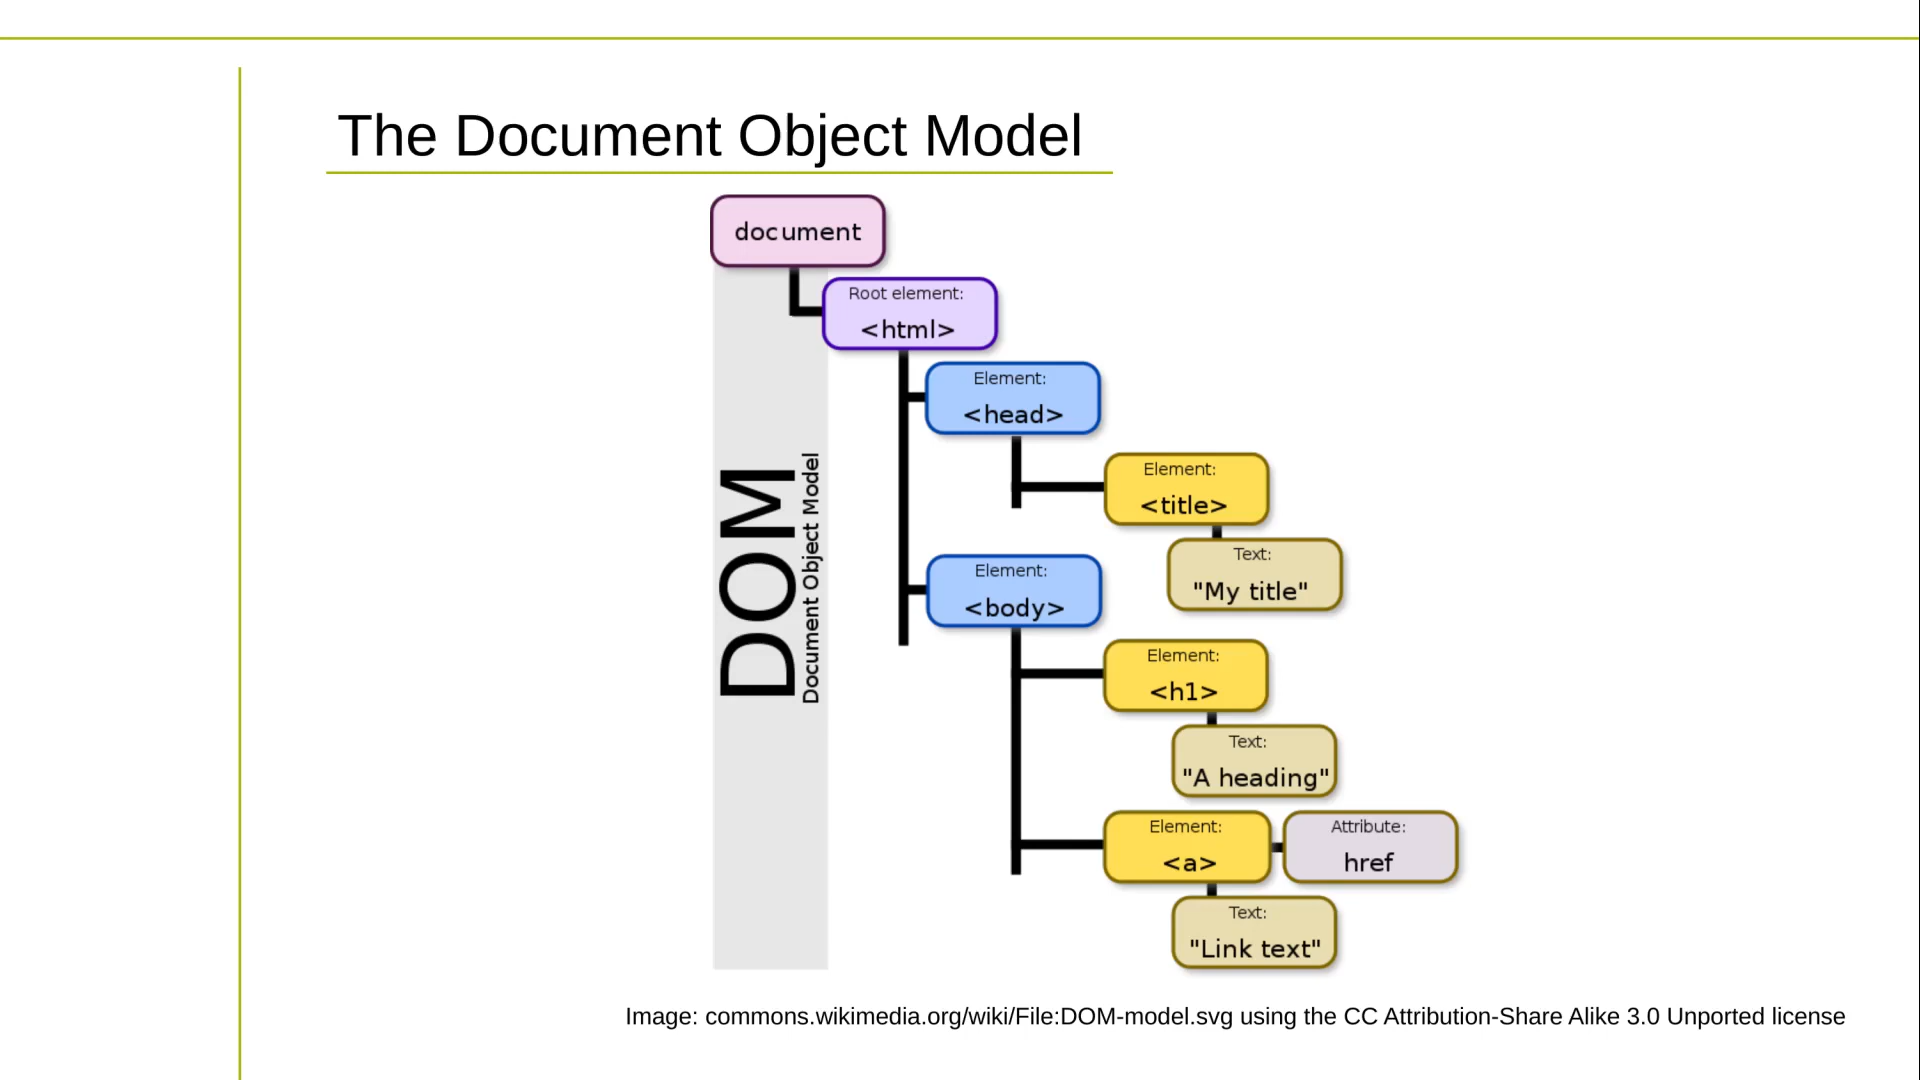 The Document Object Model
document
Root element:
<html>
Element:
<head>
Element:
<title>
Text:
"My title"
Element:
<body>
Element:
<h1>
Text:
"A heading"
Element:
<a>
Attribute:
href
Text:
"Link text"
DOM
Document Object Model
Image: commons.wikimedia.org/wiki/File:DOM-model.svg using the CC Attribution-Share Alike 3.0 Unported license